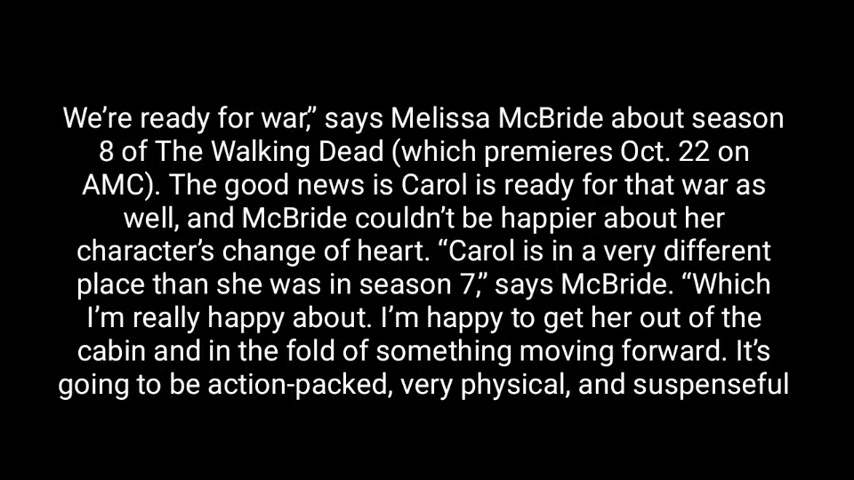 We’re ready for war,” says Melissa McBride about season
8 of The Walking Dead (which premieres Oct. 22 on
AMC). The good news is Carol is ready for that war as
well, and McBride couldn’t be happier about her
character’s change of heart. “Carol is in a very different
place than she was in season 7,” says McBride. “Which
I’m really happy about. I’m happy to get her out of the
cabin and in the fold of something moving forward. It’s
going to be action-packed, very physical, and suspenseful